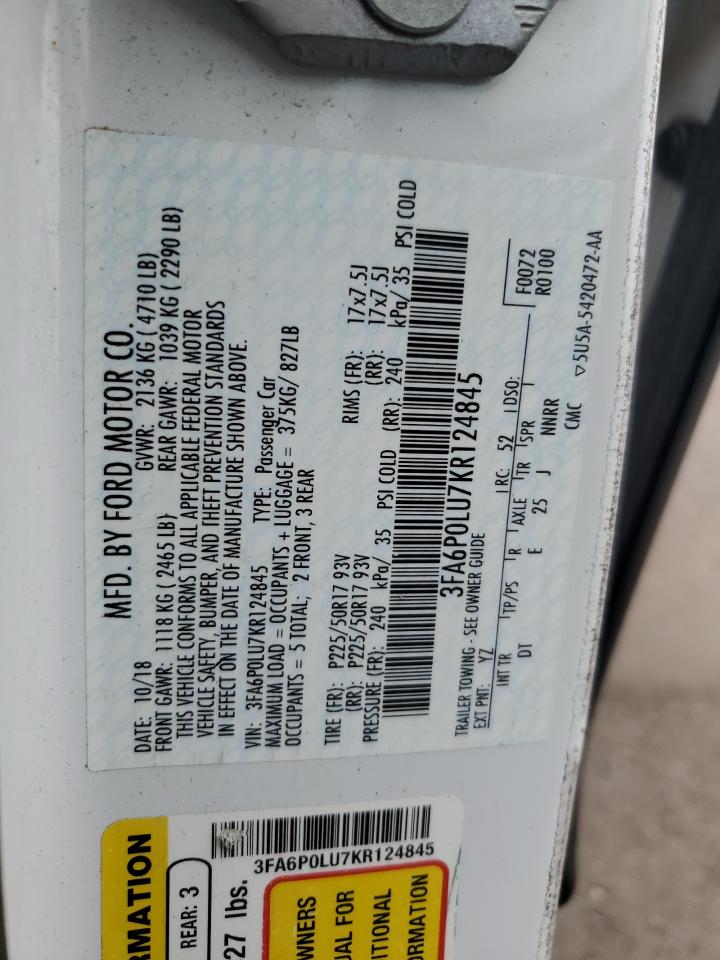 MFD. BY FORD MOTOR CO.
DATE: 10/18 GVWR: 2136 KG ( 4710 LB)
FRONT GAWR: 1118 KG ( 2465 LB) REAR GAWR: 1039 KG ( 2290 LB)
THIS VEHICLE CONFORMS TO ALL APPLICABLE FEDERAL MOTOR
VEHICLE SAFETY, BUMPER, AND THEFT PREVENTION STANDARDS
IN EFFECT ON THE DATE OF MANUFACTURE SHOWN ABOVE.
VIN: 3FA6P0LU7KR124845 TYPE: Passenger Car
MAXIMUM LOAD = OCCUPANTS + LUGGAGE = 375KG/ 827LB
OCCUPANTS = 5 TOTAL; 2 FRONT, 3 REAR
TIRE (FR): P225/50R17 93V RIMS (FR): 17x7.5J
(RR): P225/50R17 93V (RR): 17x7.5J
PRESSURE (FR): 240 kPa/ 35 PSI COLD (RR): 240 kPa/ 35 PSI COLD
3FA6P0LU7KR124845
TRAILER TOWING - SEE OWNER GUIDE
EXT PNT: YZ RC: 52 DSO: F0072
R0100
INT TR TP/PS R AXLE TR SPR
DT E 25 J NNRR
CMC ▽5U5A-5420472-AA
RMATION
REAR: 3
27 lbs.
3FA6P0LU7KR124845
OWNERS
UAL FOR
ITIONAL
ORMATION